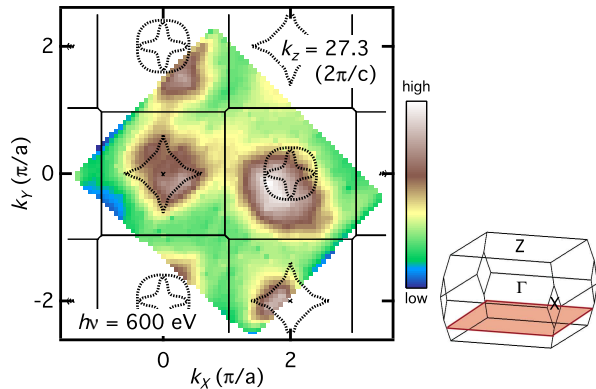 k_z = 27.3
(2π/c)
high
2
0
-2
k_Y (π/a)
low
Z
Γ
X
hν = 600 eV
0
2
k_X (π/a)